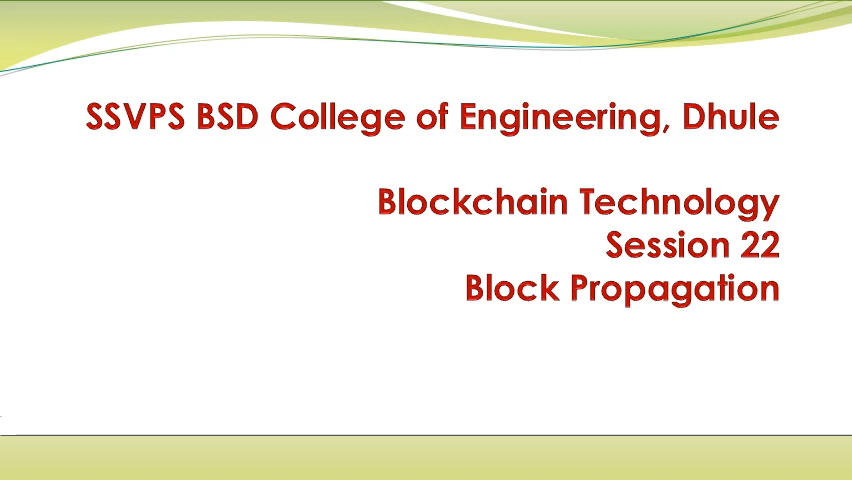 SSVPS BSD College of Engineering, Dhule
Blockchain Technology
Session 22
Block Propagation